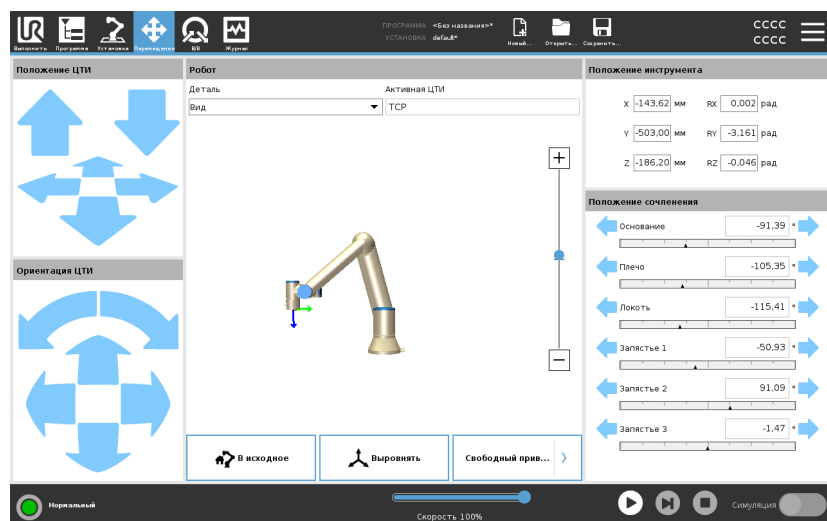 ПРОГРАММА <Без названия>*
УСТАНОВКА default*
CCCC
CCCC
Выполнить Программа Установка Перемещение В/В Журнал
Новый... Открыть... Сохранить...
Положение ЦТИ
Робот
Положение инструмента
Деталь
Активная ЦТИ
Вид
TCP
X -143,62 мм RX 0,002 рад
Y -503,00 мм RY -3,161 рад
Z -186,20 мм RZ -0,046 рад
Положение сочленения
Основание -91,39 °
Плечо -105,35 °
Локоть -115,41 °
Запястье 1 -50,93 °
Запястье 2 91,09 °
Запястье 3 -1,47 °
Ориентация ЦТИ
В исходное
Выровнять
Свободный прив...
Нормальный
Скорость 100%
Симуляция